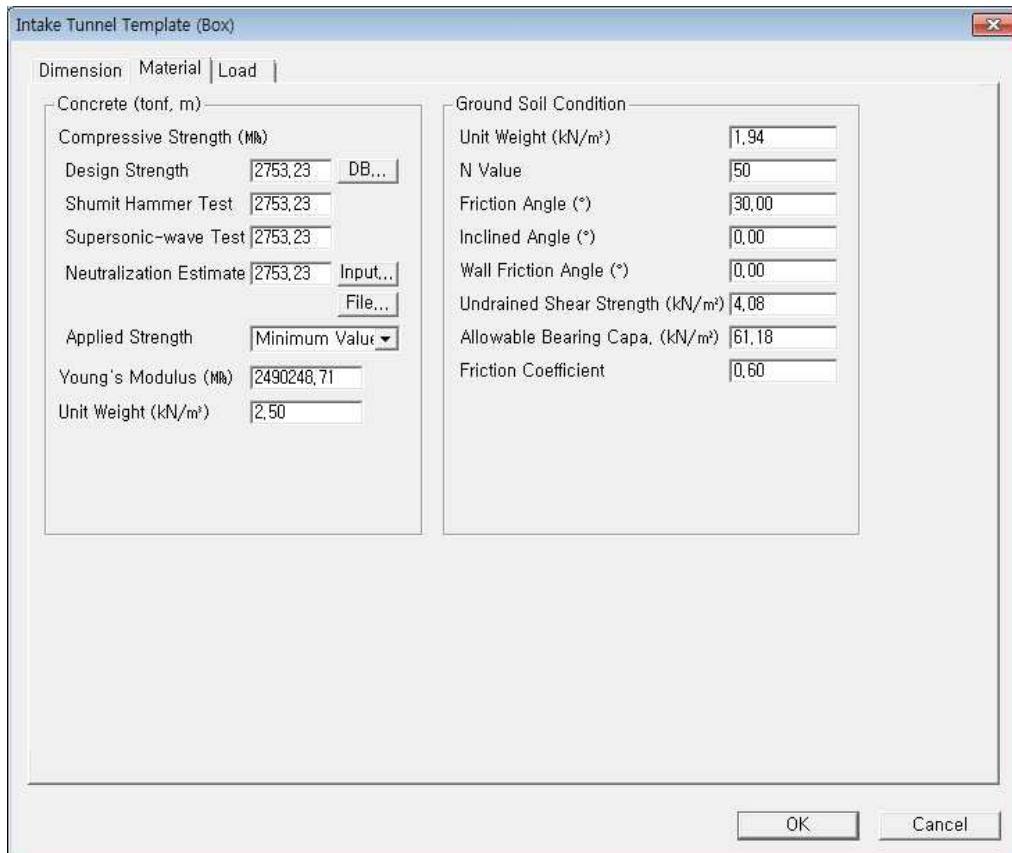 Intake Tunnel Template (Box)
Dimension Material Load
Concrete (tonf, m)
Compressive Strength (㎫)
Design Strength 2753,23 DB...
Shumit Hammer Test 2753,23
Supersonic-wave Test 2753,23
Neutralization Estimate 2753,23 Input...
File...
Applied Strength Minimum Value
Young's Modulus (㎫) 2490248,71
Unit Weight (kN/㎥) 2,50
Ground Soil Condition
Unit Weight (kN/㎥) 1,94
N Value 50
Friction Angle (°) 30,00
Inclined Angle (°) 0,00
Wall Friction Angle (°) 0,00
Undrained Shear Strength (kN/㎡) 4,08
Allowable Bearing Capa, (kN/㎡) 61,18
Friction Coefficient 0,60
OK Cancel